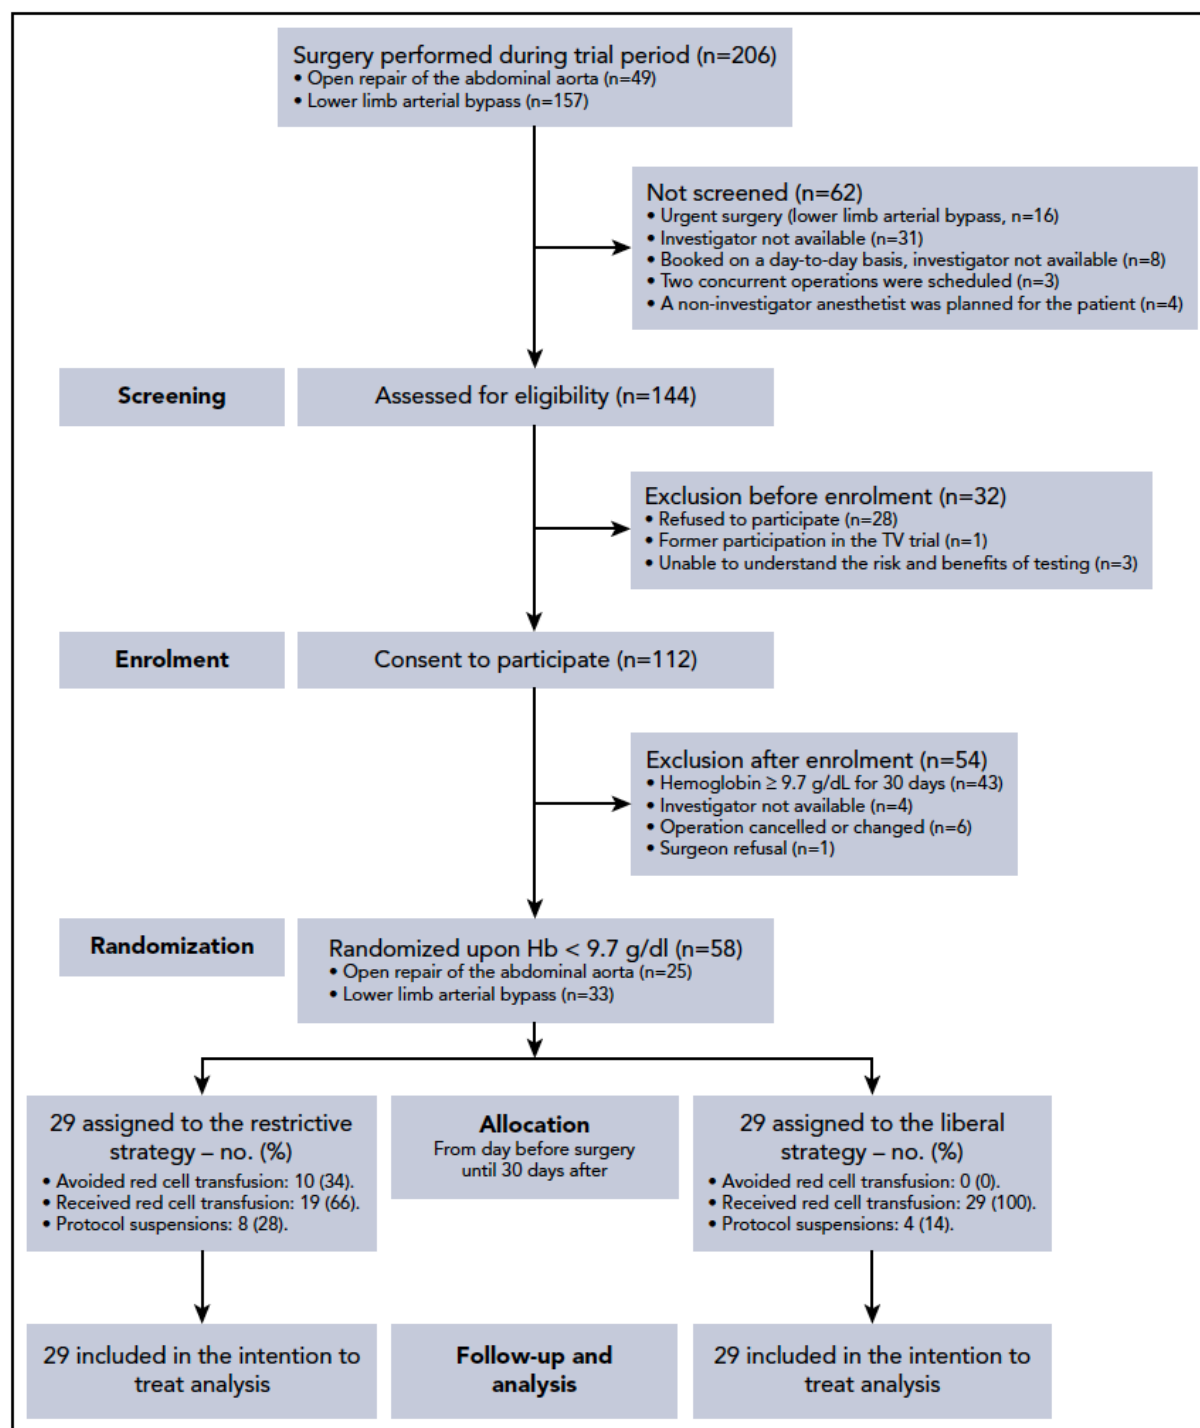 Surgery performed during trial period (n=206)
• Open repair of the abdominal aorta (n=49)
• Lower limb arterial bypass (n=157)
Not screened (n=62)
• Urgent surgery (lower limb arterial bypass, n=16)
• Investigator not available (n=31)
• Booked on a day-to-day basis, investigator not available (n=8)
• Two concurrent operations were scheduled (n=3)
• A non-investigator anesthetist was planned for the patient (n=4)
Screening
Assessed for eligibility (n=144)
Exclusion before enrolment (n=32)
• Refused to participate (n=28)
• Former participation in the TV trial (n=1)
• Unable to understand the risk and benefits of testing (n=3)
Enrolment
Consent to participate (n=112)
Exclusion after enrolment (n=54)
• Hemoglobin ≥ 9.7 g/dL for 30 days (n=43)
• Investigator not available (n=4)
• Operation cancelled or changed (n=6)
• Surgeon refusal (n=1)
Randomization
Randomized upon Hb < 9.7 g/dl (n=58)
• Open repair of the abdominal aorta (n=25)
• Lower limb arterial bypass (n=33)
29 assigned to the restrictive
strategy – no. (%)
• Avoided red cell transfusion: 10 (34).
• Received red cell transfusion: 19 (66).
• Protocol suspensions: 8 (28).
Allocation
From day before surgery
until 30 days after
29 assigned to the liberal
strategy – no. (%)
• Avoided red cell transfusion: 0 (0).
• Received red cell transfusion: 29 (100).
• Protocol suspensions: 4 (14).
29 included in the intention to
treat analysis
Follow-up and
analysis
29 included in the intention to
treat analysis